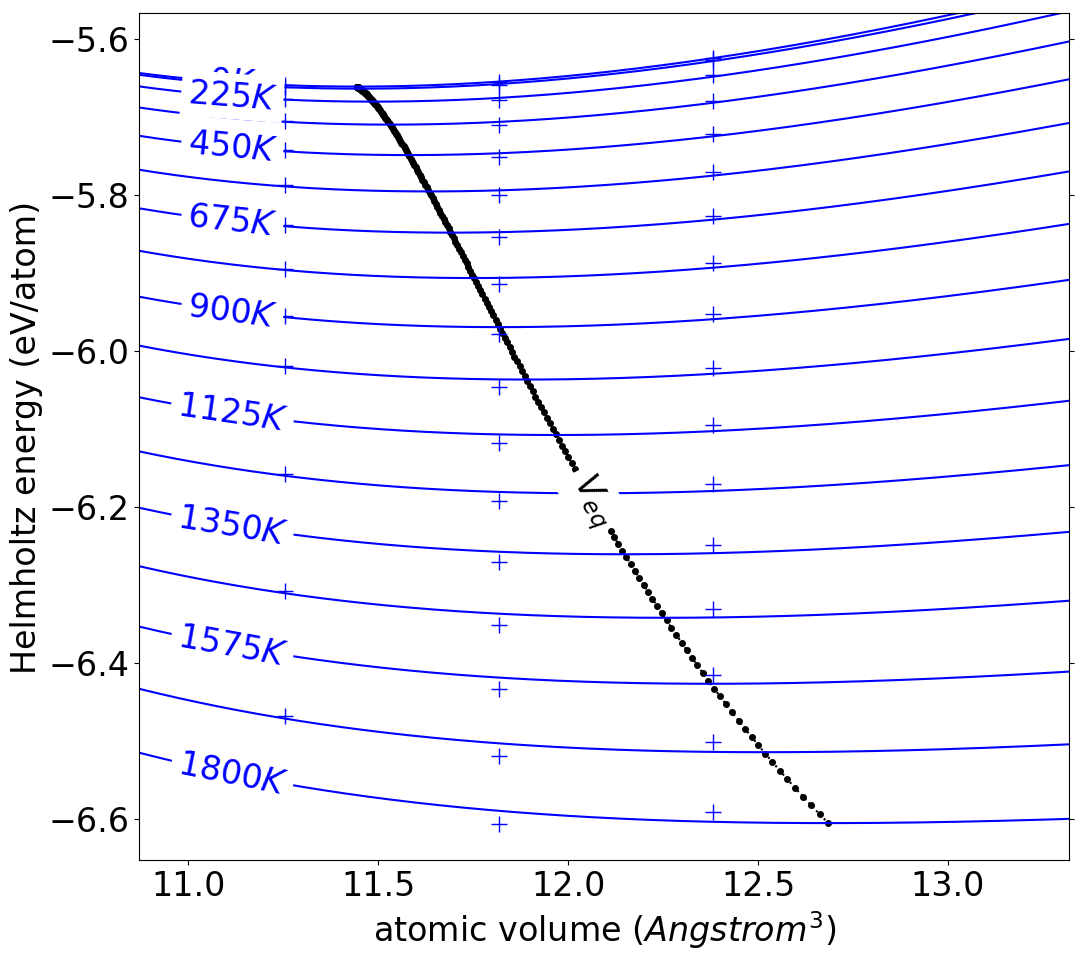 Helmholtz energy (eV/atom)
−5.6
−5.8
−6.0
−6.2
−6.4
−6.6
0K
225K
450K
675K
900K
1125K
1350K
1575K
1800K
V_eq
11.0 11.5 12.0 12.5 13.0
atomic volume (Angstrom³)